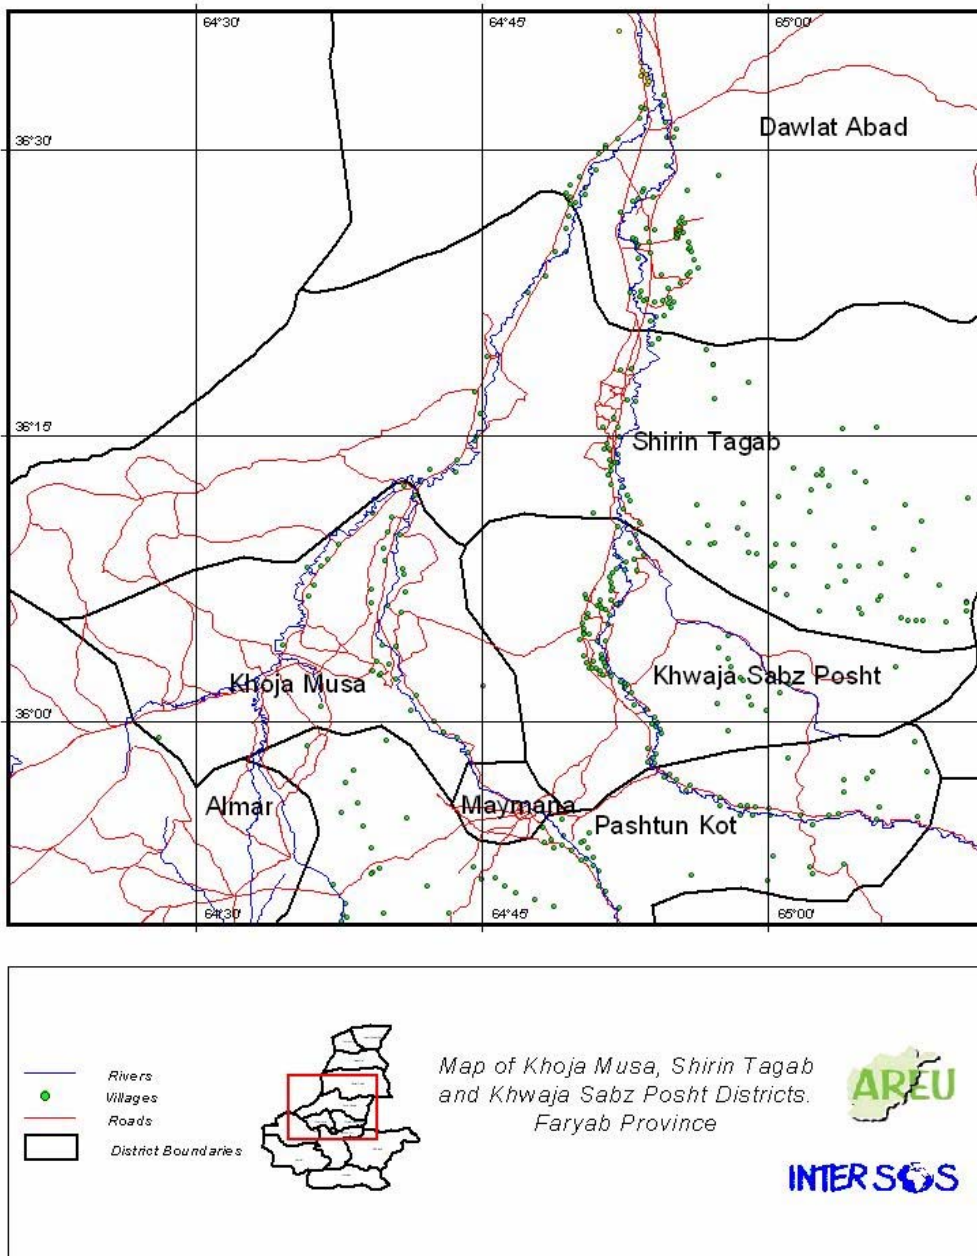 64°30'
64°45'
65°00'
Dawlat Abad
36°30'
36°15'
Shirin Tagab
Khoja Musa
Khwaja Sabz Posht
36°00'
Almar
Maymana
Pashtun Kot
64°30'
64°45'
65°00'
Rivers
Villages
Roads
District Boundaries
Map of Khoja Musa, Shirin Tagab
and Khwaja Sabz Posht Districts.
Faryab Province
AREU
INTERSOS